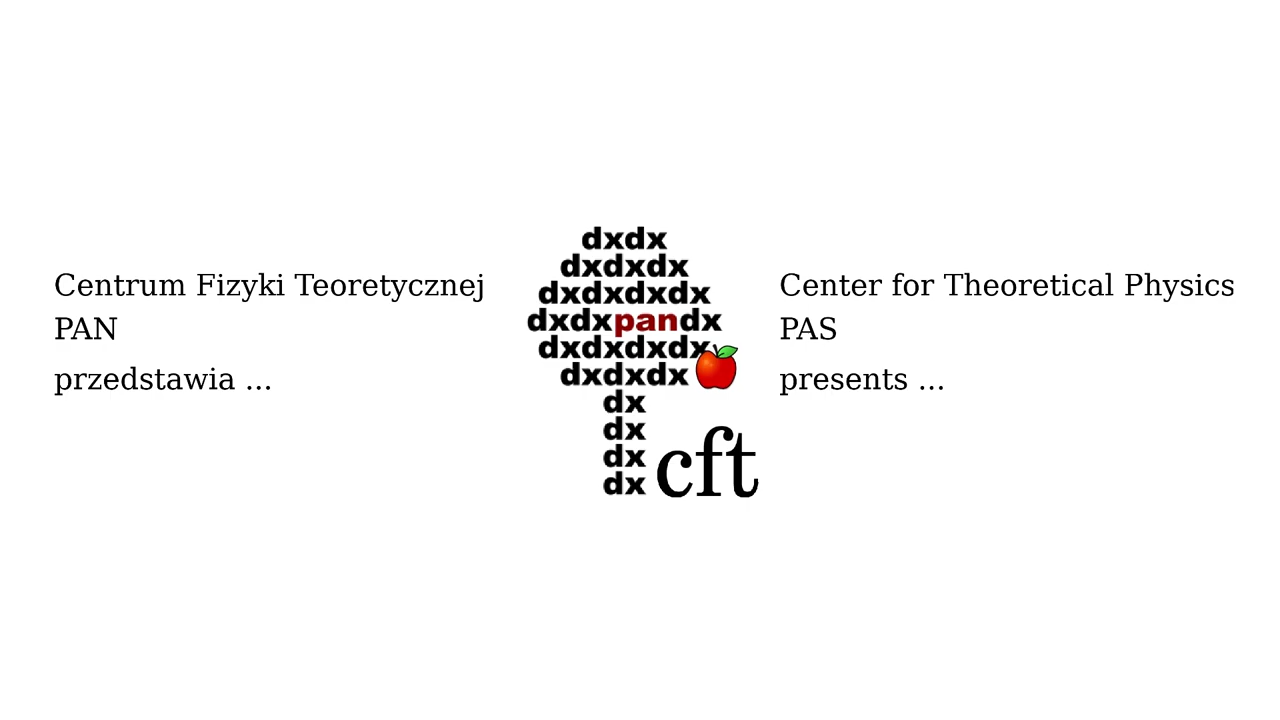 Centrum Fizyki Teoretycznej
PAN
przedstawia ...
dxdx
dxdxdx
dxdxdxdx
dxdxpandx
dxdxdxdx
dxdxdx
dx
dx
dx
dx
cft
Center for Theoretical Physics
PAS
presents ...